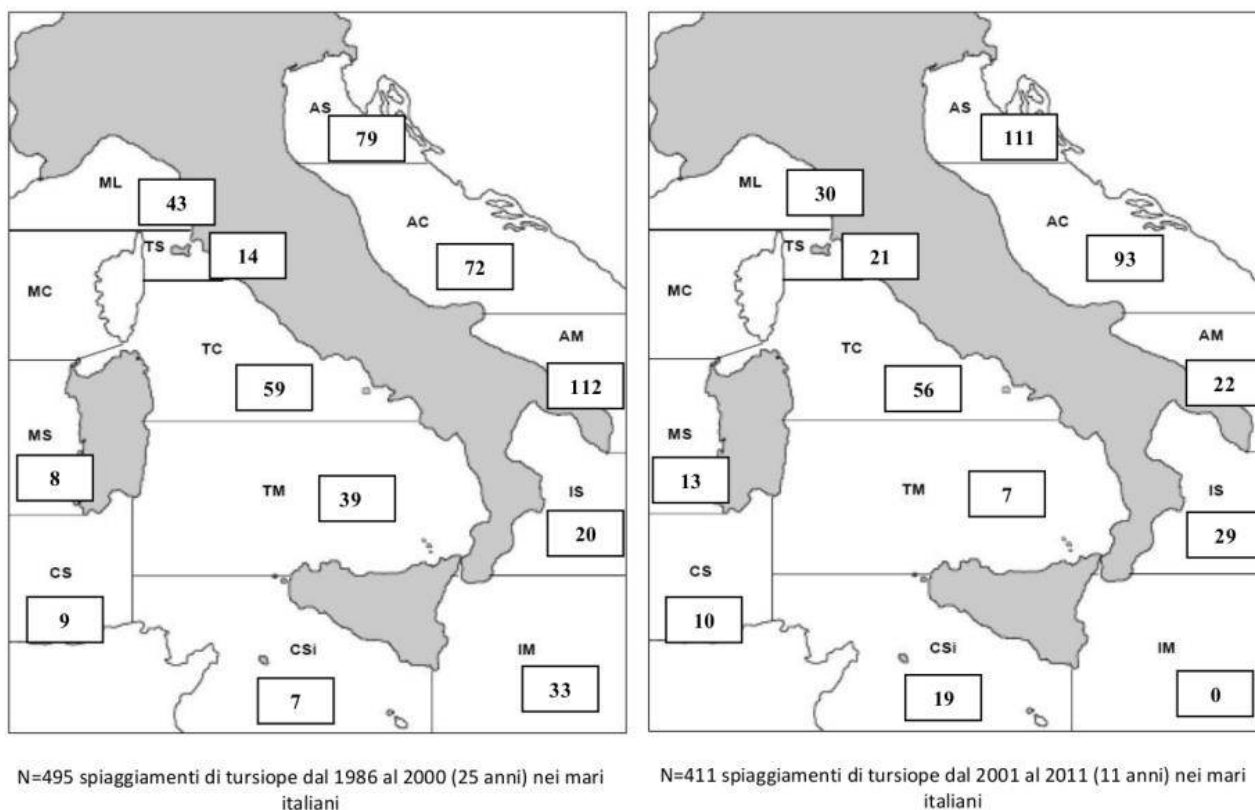 AS
79
ML
43
AC
72
TS
14
MC
AM
112
TC
59
MS
8
TM
39
IS
20
CS
9
CSi
7
IM
33
N=495 spiaggiamenti di tursiope dal 1986 al 2000 (25 anni) nei mari
italiani
AS
111
ML
30
AC
93
TS
21
MC
AM
22
TC
56
MS
13
TM
7
IS
29
CS
10
CSi
19
IM
0
N=411 spiaggiamenti di tursiope dal 2001 al 2011 (11 anni) nei mari
italiani